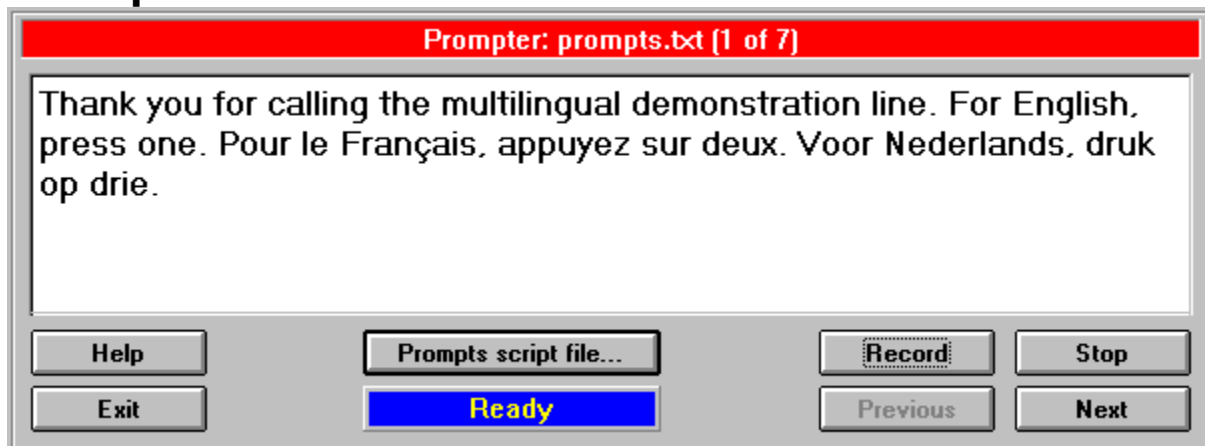 Prompter: prompts.txt (1 of 7)
Thank you for calling the multilingual demonstration line. For English,
press one. Pour le Français, appuyez sur deux. Voor Nederlands, druk
op drie.
Help
Prompts script file...
Record
Stop
Exit
Ready
Previous
Next